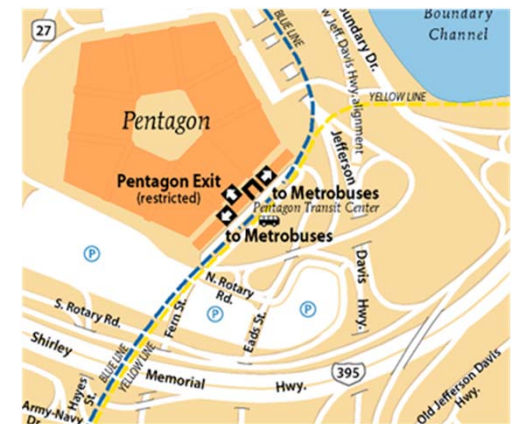 27
BLUE LINE
Boundary Dr.
w Jeff. Davis Hwy. alignment
Boundary
Channel
YELLOW LINE
Pentagon
Jefferson
Davis
Hwy.
Pentagon Exit
(restricted)
to Metrobuses
Pentagon Transit Center
to Metrobuses
P
N. Rotary
Rd.
S. Rotary Rd.
Fern St.
P
Eads St.
P
Shirley
Memorial
Hwy.
395
BLUE LINE
YELLOW LINE
Hayes
St.
Army-Navy
Dr.
Old Jefferson Davis
Hwy.